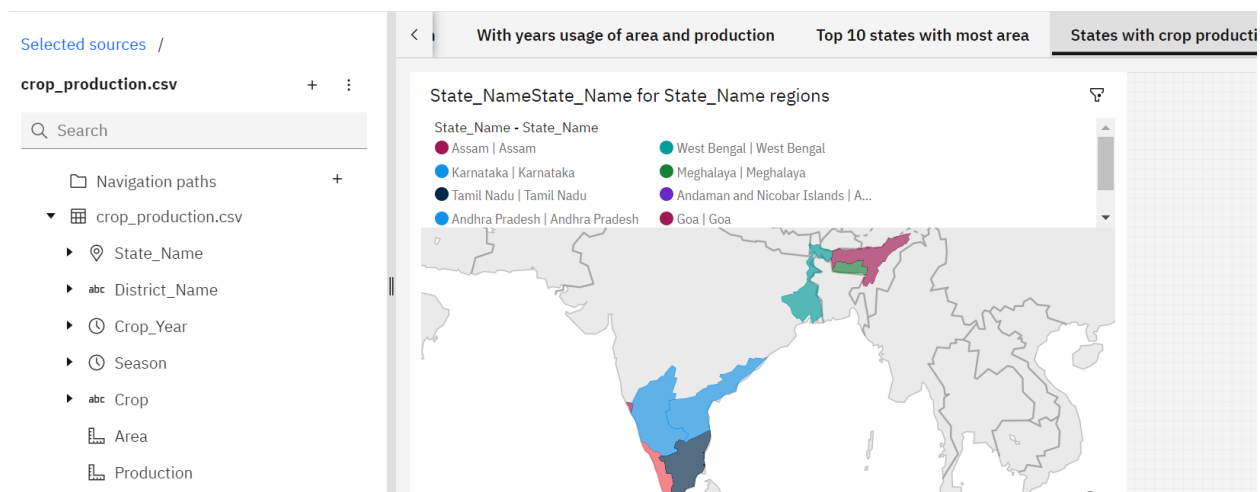 Selected sources /
crop_production.csv
Search
Navigation paths
crop_production.csv
State_Name
abc District_Name
Crop_Year
Season
abc Crop
Area
Production
With years usage of area and production
Top 10 states with most area
States with crop producti
State_NameState_Name for State_Name regions
State_Name - State_Name
Assam | Assam
West Bengal | West Bengal
Karnataka | Karnataka
Meghalaya | Meghalaya
Tamil Nadu | Tamil Nadu
Andaman and Nicobar Islands | A...
Andhra Pradesh | Andhra Pradesh
Goa | Goa